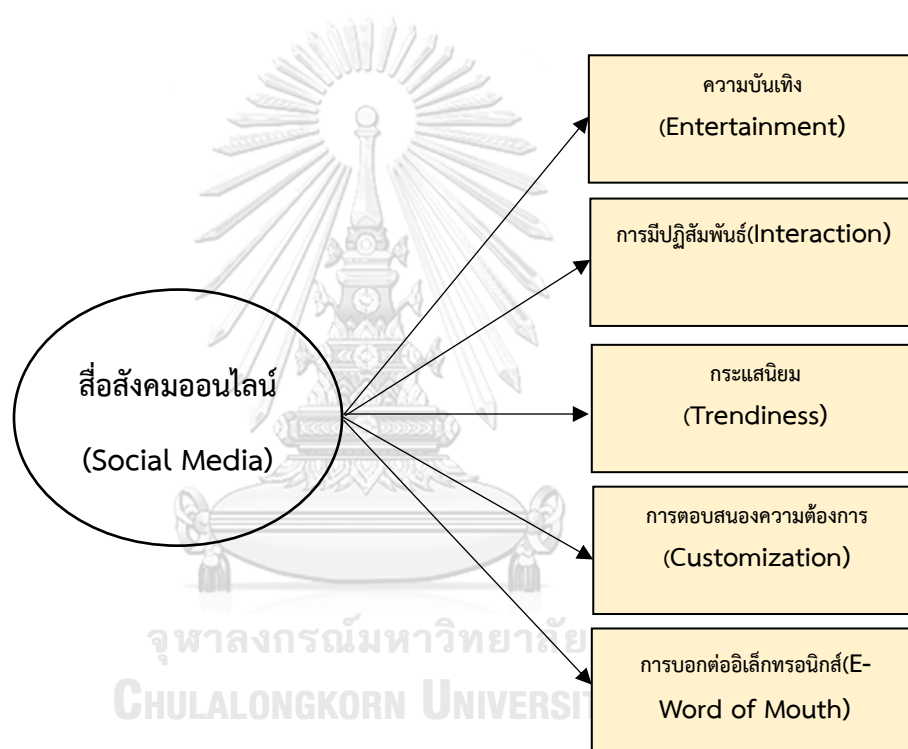 ความบันเทิง
(Entertainment)
การมีปฏิสัมพันธ์(Interaction)
สื่อสังคมออนไลน์
(Social Media)
กระแสนิยม
(Trendiness)
การตอบสนองความต้องการ
(Customization)
การบอกต่ออิเล็กทรอนิกส์(E-
Word of Mouth)
จุฬาลงกรณ์มหาวิทยาลัย
CHULALONGKORN UNIVERSIT